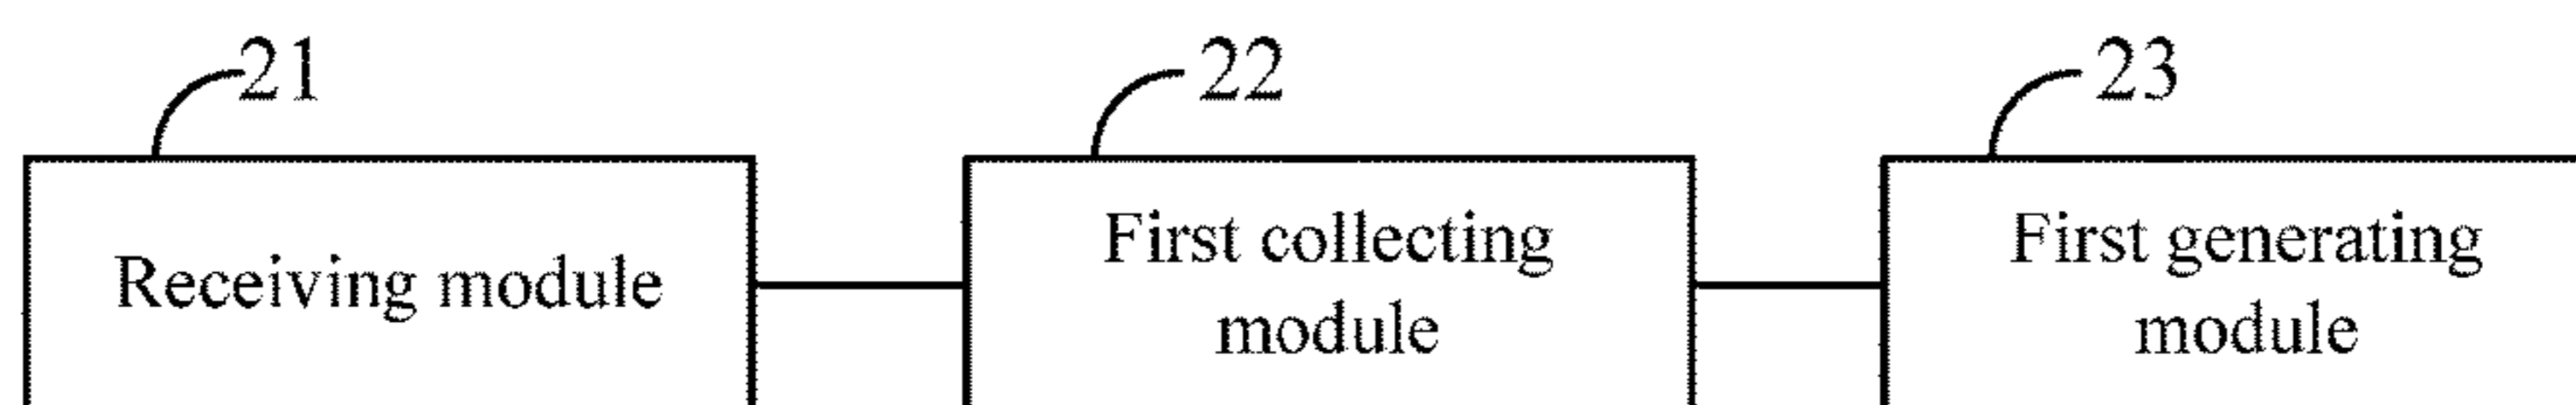 21
22
23
Receiving module
First collecting
module
First generating
module